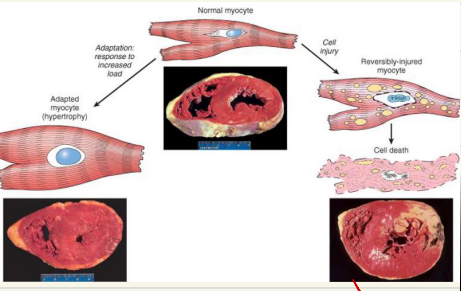 Normal myocyte
Adaptation:
response to
increased
load
Cell
injury
Reversibly-injured
myocyte
Adapted
myocyte
(hypertrophy)
Cell death